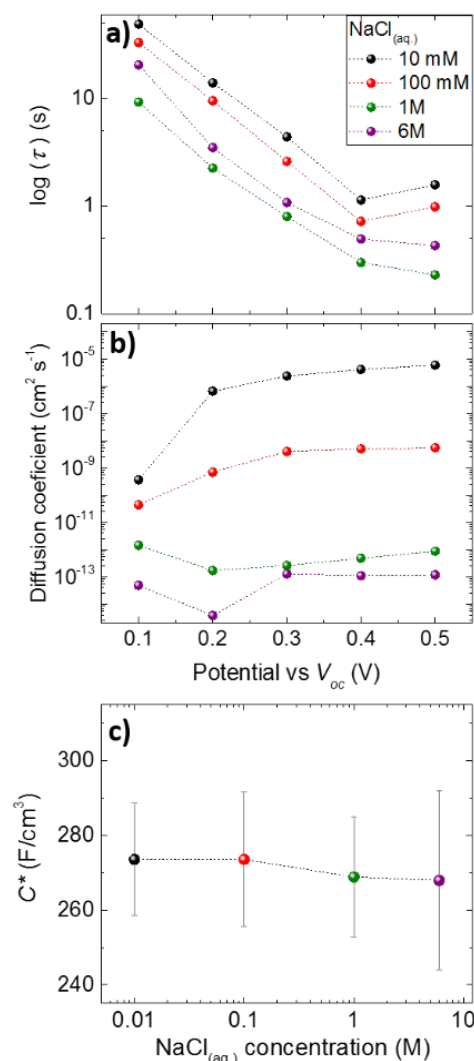 a)
NaCl(aq.)
10 mM
100 mM
1M
6M
log (τ) (s)
10
1
0.1
b)
Diffusion coeficient (cm² s⁻¹)
10⁻⁵
10⁻⁷
10⁻⁹
10⁻¹¹
10⁻¹³
0.1 0.2 0.3 0.4 0.5
Potential vs Voc (V)
c)
C* (F/cm³)
300
280
260
240
0.01 0.1 1 10
NaCl(aq.) concentration (M)